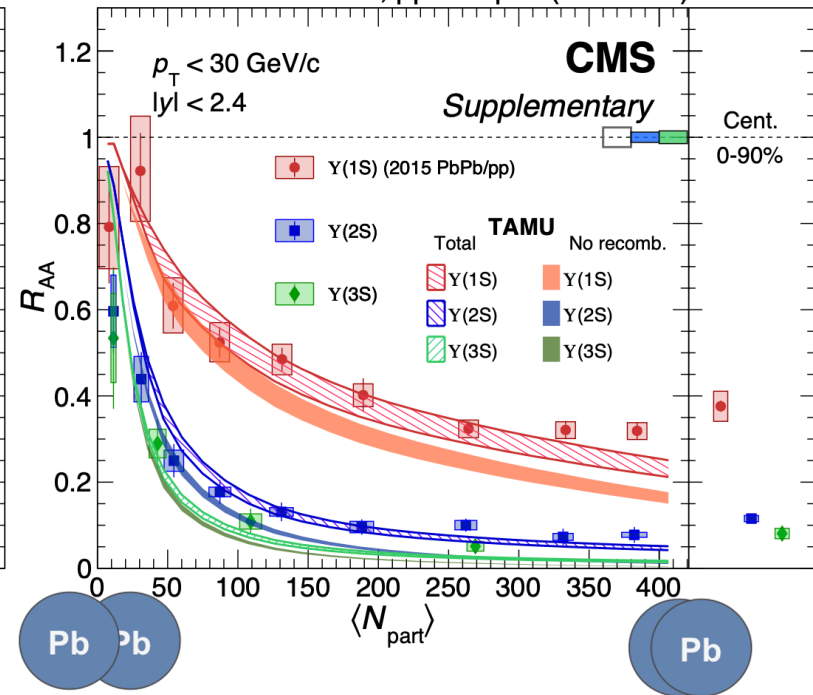 1.2
1
0.8
0.6
0.4
0.2
0
R_AA
p_T < 30 GeV/c
|y| < 2.4
CMS
Supplementary
Cent.
0-90%
ϒ(1S) (2015 PbPb/pp)
ϒ(2S)
ϒ(3S)
TAMU
Total No recomb.
ϒ(1S) ϒ(1S)
ϒ(2S) ϒ(2S)
ϒ(3S) ϒ(3S)
0 50 100 150 200 250 300 350 400
⟨N_part⟩
Pb Pb
Pb